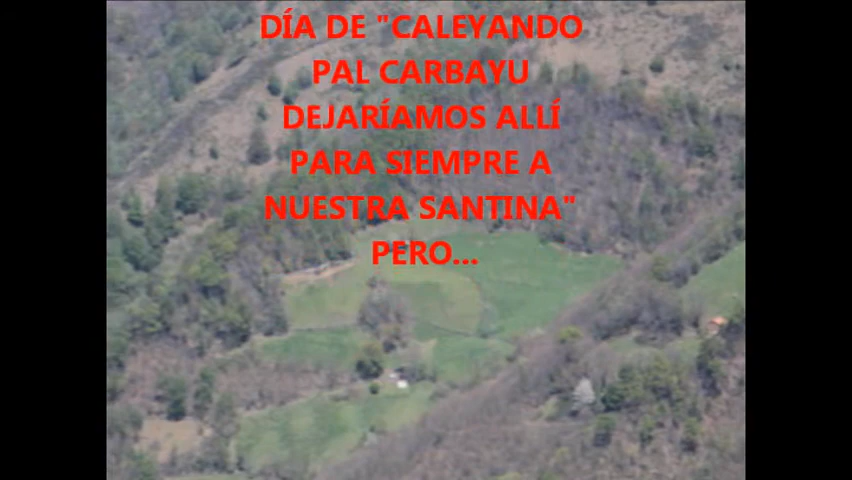 DÍA DE "CALEYANDO
PAL CARBAYU
DEJARÍAMOS ALLÍ
PARA SIEMPRE A
NUESTRA SANTINA"
PERO...